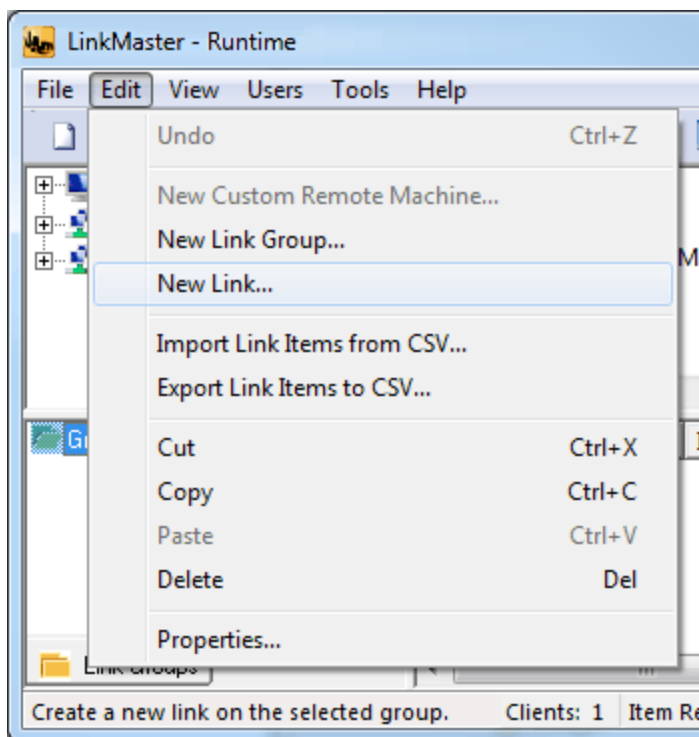 LinkMaster - Runtime
File Edit View Users Tools Help
Undo Ctrl+Z
New Custom Remote Machine...
New Link Group...
New Link...
Import Link Items from CSV...
Export Link Items to CSV...
Cut Ctrl+X
Copy Ctrl+C
Paste Ctrl+V
Delete Del
Properties...
Link Groups
Create a new link on the selected group. Clients: 1 Item